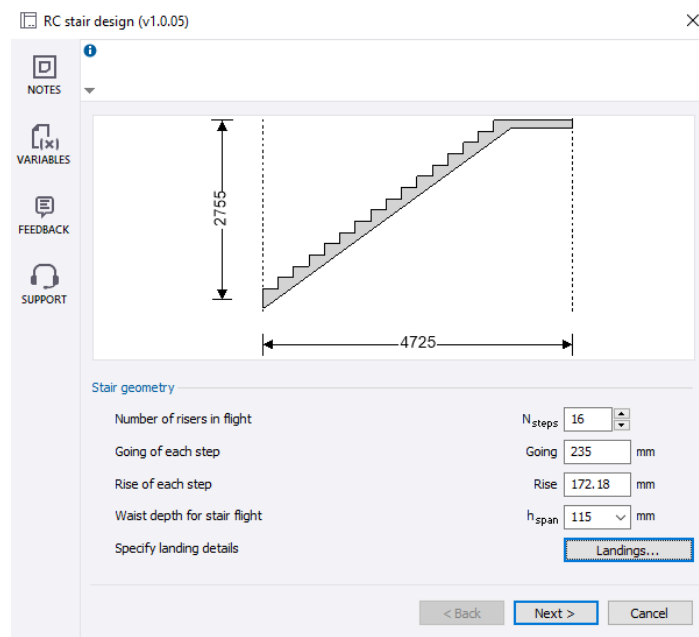 RC stair design (v1.0.05)
NOTES
VARIABLES
FEEDBACK
SUPPORT
2755
4725
Stair geometry
Number of risers in flight Nsteps 16
Going of each step Going 235 mm
Rise of each step Rise 172.18 mm
Waist depth for stair flight hspan 115 mm
Specify landing details Landings...
< Back Next > Cancel